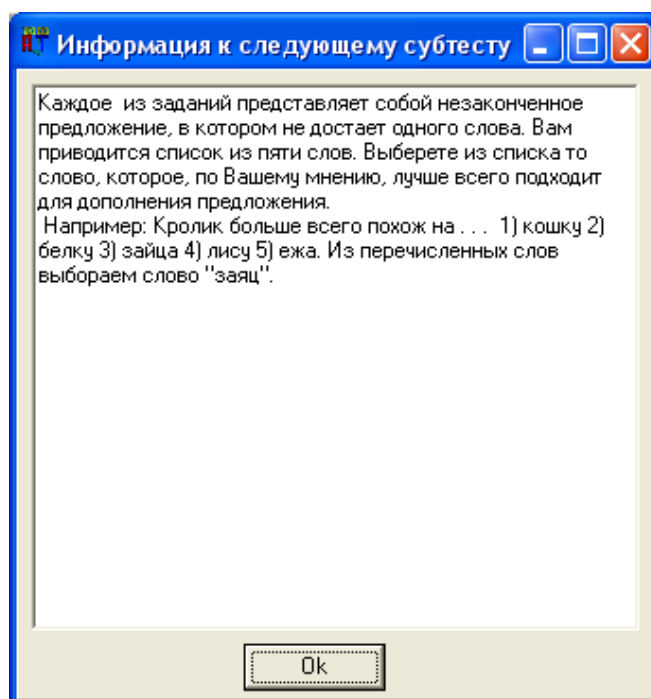 Информация к следующему субтесту
Каждое  из заданий представляет собой незаконченное
предложение, в котором не достает одного слова. Вам
приводится список из пяти слов. Выберете из списка то
слово, которое, по Вашему мнению, лучше всего подходит
для дополнения предложения.
 Например: Кролик больше всего похож на . . .  1) кошку 2)
белку 3) зайца 4) лису 5) ежа. Из перечисленных слов
выбораем слово "заяц".
Ok